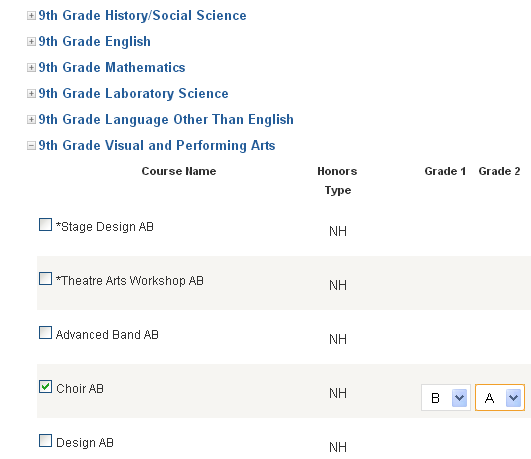 9th Grade History/Social Science
9th Grade English
9th Grade Mathematics
9th Grade Laboratory Science
9th Grade Language Other Than English
9th Grade Visual and Performing Arts
Course Name Honors Type Grade 1 Grade 2
*Stage Design AB NH
*Theatre Arts Workshop AB NH
Advanced Band AB NH
Choir AB NH B A
Design AB NH